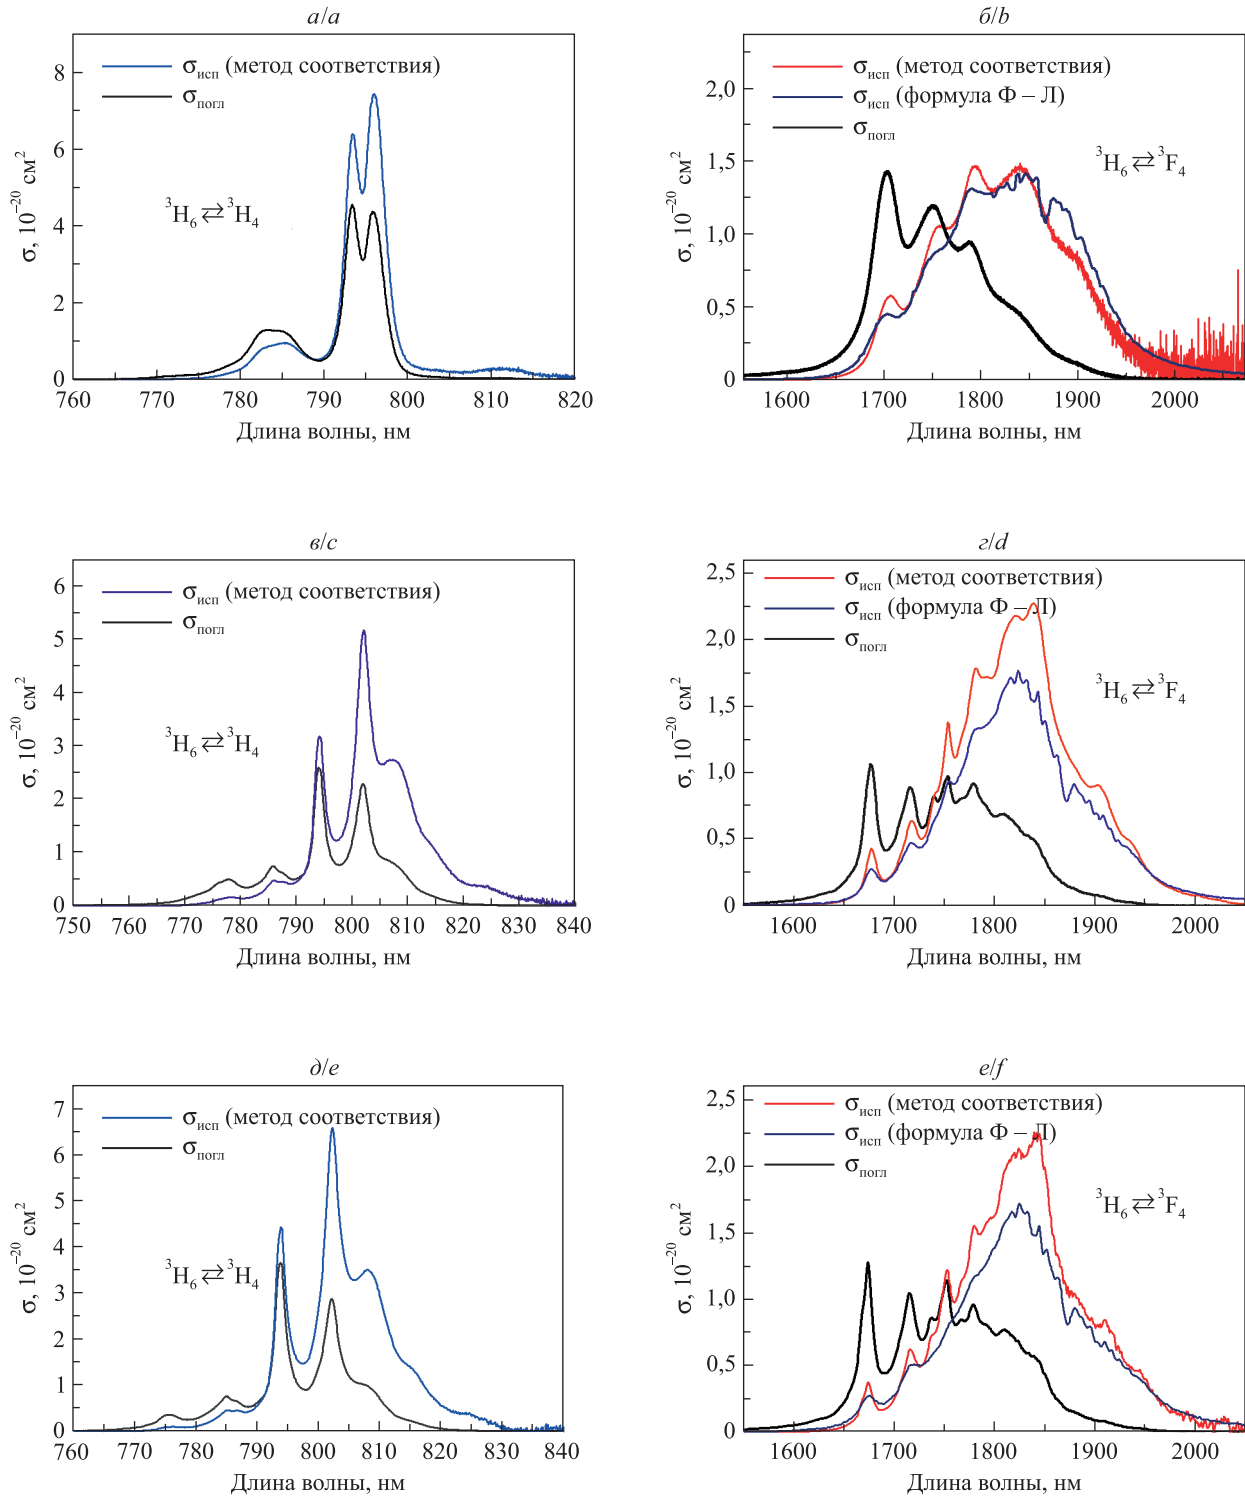 а/a
σисп (метод соответствия)
σпогл
³H₆ ⇄ ³H₄
σ, 10⁻²⁰ см²
8
6
4
2
0
760 770 780 790 800 810 820
Длина волны, нм
б/b
σисп (метод соответствия)
σисп (формула Ф – Л)
σпогл
³H₆ ⇄ ³F₄
σ, 10⁻²⁰ см²
2,0
1,5
1,0
0,5
0
1600 1700 1800 1900 2000
Длина волны, нм
в/c
σисп (метод соответствия)
σпогл
³H₆ ⇄ ³H₄
σ, 10⁻²⁰ см²
6
5
4
3
2
1
0
750 760 770 780 790 800 810 820 830 840
Длина волны, нм
г/d
σисп (метод соответствия)
σисп (формула Ф – Л)
σпогл
³H₆ ⇄ ³F₄
σ, 10⁻²⁰ см²
2,5
2,0
1,5
1,0
0,5
0
1600 1700 1800 1900 2000
Длина волны, нм
д/e
σисп (метод соответствия)
σпогл
³H₆ ⇄ ³H₄
σ, 10⁻²⁰ см²
7
6
5
4
3
2
1
0
760 770 780 790 800 810 820 830 840
Длина волны, нм
е/f
σисп (метод соответствия)
σисп (формула Ф – Л)
σпогл
³H₆ ⇄ ³F₄
σ, 10⁻²⁰ см²
2,5
2,0
1,5
1,0
0,5
0
1600 1700 1800 1900 2000
Длина волны, нм